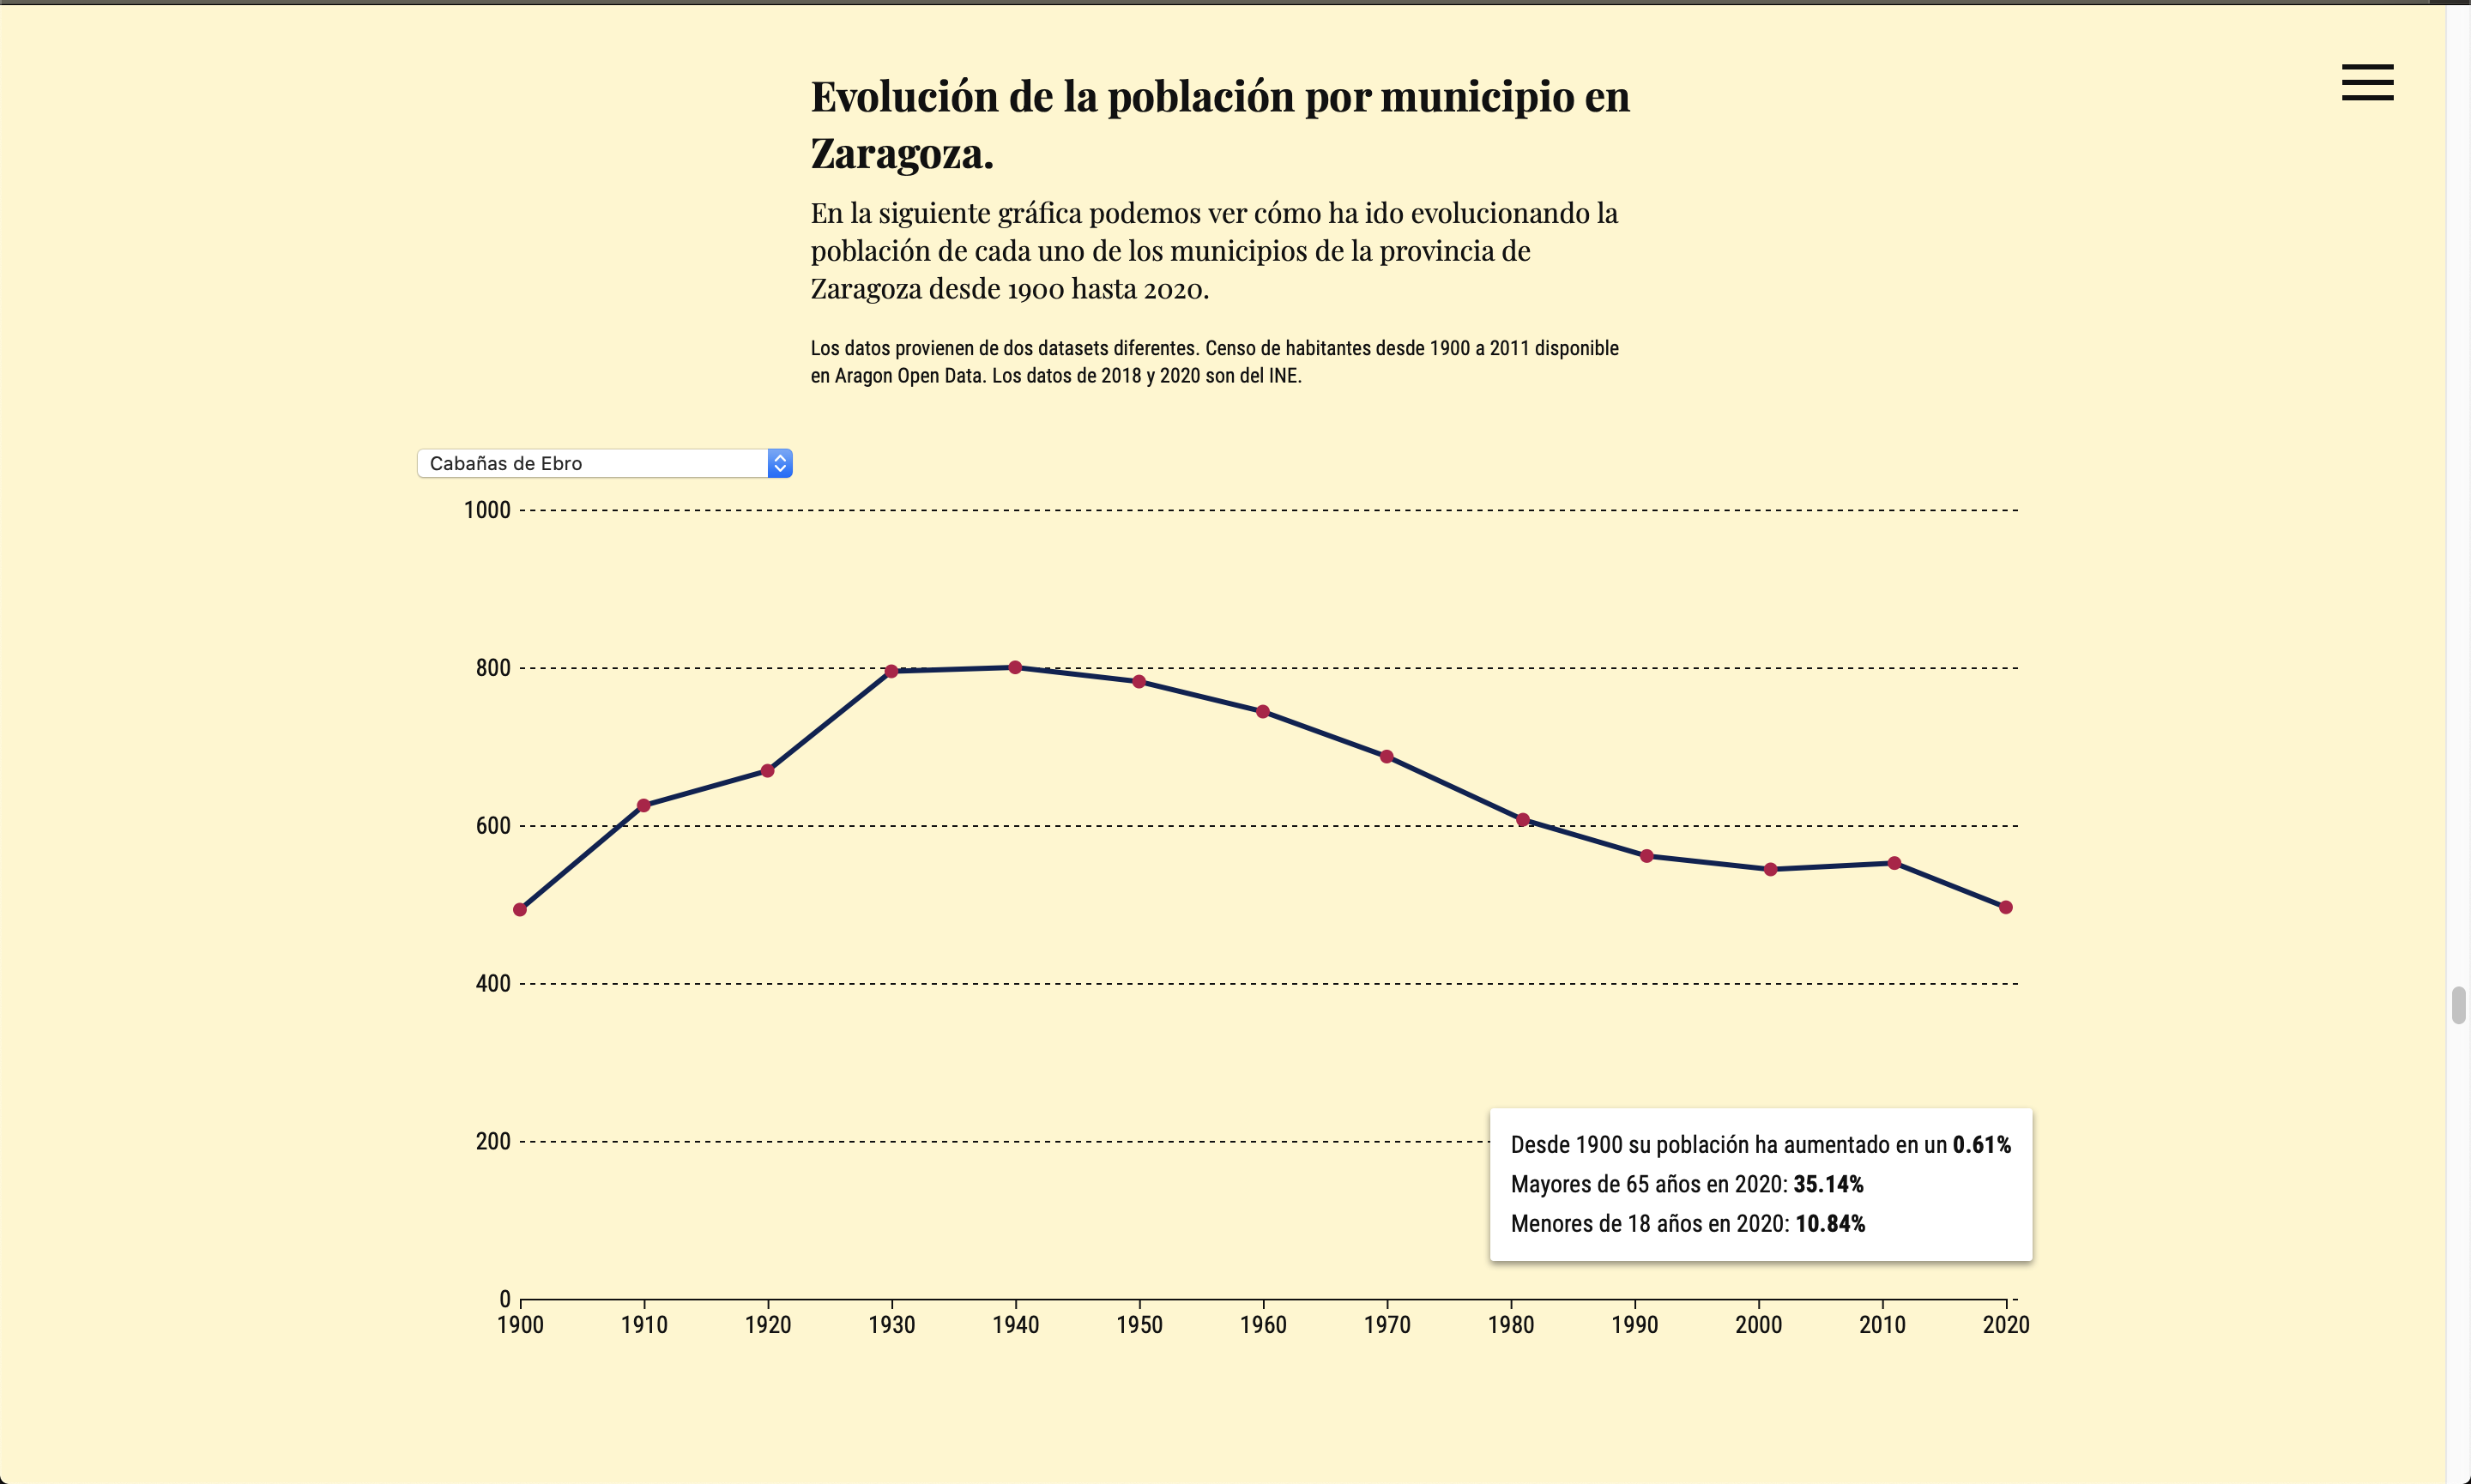 Evolución de la población por municipio en
Zaragoza.
En la siguiente gráfica podemos ver cómo ha ido evolucionando la
población de cada uno de los municipios de la provincia de
Zaragoza desde 1900 hasta 2020.
Los datos provienen de dos datasets diferentes. Censo de habitantes desde 1900 a 2011 disponible
en Aragon Open Data. Los datos de 2018 y 2020 son del INE.
Cabañas de Ebro
1000
800
600
400
200
Desde 1900 su población ha aumentado en un 0.61%
Mayores de 65 años en 2020: 35.14%
Menores de 18 años en 2020: 10.84%
0
1900 1910 1920 1930 1940 1950 1960 1970 1980 1990 2000 2010 2020